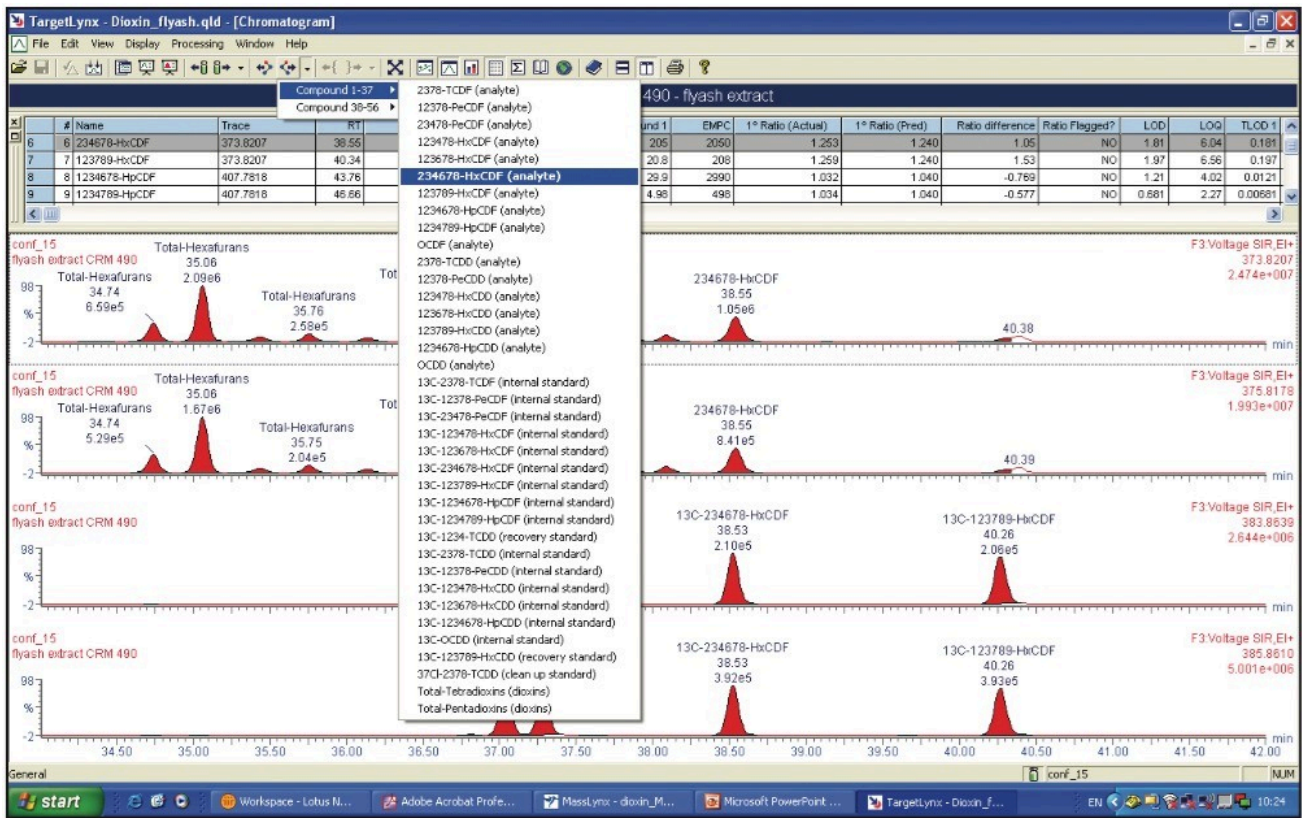 TargetLynx - Dioxin_flyash.qld - [Chromatogram]
File Edit View Display Processing Window Help
Compound 1-37
Compound 38-56
490 - flyash extract
# Name Trace RT und 1 EMPC 1° Ratio (Actual) 1° Ratio (Pred) Ratio difference Ratio Flagged? LOD LOQ TLOD 1
6 6 234678-HxCDF 373.8207 38.55 205 2050 1.253 1.240 1.05 NO 1.81 6.04 0.181
7 7 123789-HxCDF 373.8207 40.34 20.8 208 1.259 1.240 1.53 NO 1.97 6.56 0.197
8 8 1234678-HpCDF 407.7818 43.76 29.9 2990 1.032 1.040 -0.769 NO 1.21 4.02 0.0121
9 9 1234789-HpCDF 407.7818 46.66 4.98 498 1.034 1.040 -0.577 NO 0.681 2.27 0.00681
2378-TCDF (analyte)
12378-PeCDF (analyte)
23478-PeCDF (analyte)
123478-HxCDF (analyte)
123678-HxCDF (analyte)
234678-HxCDF (analyte)
123789-HxCDF (analyte)
1234678-HpCDF (analyte)
1234789-HpCDF (analyte)
OCDF (analyte)
2378-TCDD (analyte)
12378-PeCDD (analyte)
123478-HxCDD (analyte)
123678-HxCDD (analyte)
123789-HxCDD (analyte)
1234678-HpCDD (analyte)
OCDD (analyte)
13C-2378-TCDF (internal standard)
13C-12378-PeCDF (internal standard)
13C-23478-PeCDF (internal standard)
13C-123478-HxCDF (internal standard)
13C-123678-HxCDF (internal standard)
13C-234678-HxCDF (internal standard)
13C-123789-HxCDF (internal standard)
13C-1234678-HpCDF (internal standard)
13C-1234789-HpCDF (internal standard)
13C-1234-TCDD (recovery standard)
13C-2378-TCDD (internal standard)
13C-12378-PeCDD (internal standard)
13C-123478-HxCDD (internal standard)
13C-123678-HxCDD (internal standard)
13C-1234678-HpCDD (internal standard)
13C-OCDD (internal standard)
13C-123789-HxCDD (recovery standard)
37Cl-2378-TCDD (clean up standard)
Total-Tetradioxins (dioxins)
Total-Pentadioxins (dioxins)
conf_15
flyash extract CRM 490
Total-Hexafurans
34.74
6.59e5
Total-Hexafurans
35.06
2.09e6
Total-Hexafurans
35.76
2.58e5
Tot
234678-HxCDF
38.55
1.05e6
40.38
F3:Voltage SIR,EI+
373.8207
2.474e+007
98
%
-2
min
conf_15
flyash extract CRM 490
Total-Hexafurans
34.74
5.29e5
Total-Hexafurans
35.06
1.67e6
Total-Hexafurans
35.75
2.04e5
Tot
234678-HxCDF
38.55
8.41e5
40.39
F3:Voltage SIR,EI+
375.8178
1.993e+007
98
%
-2
min
conf_15
flyash extract CRM 490
13C-234678-HxCDF
38.53
2.10e5
13C-123789-HxCDF
40.26
2.06e5
F3:Voltage SIR,EI+
383.8639
2.644e+006
98
%
-2
min
conf_15
flyash extract CRM 490
13C-234678-HxCDF
38.53
3.92e5
13C-123789-HxCDF
40.26
3.93e5
F3:Voltage SIR,EI+
385.8610
5.001e+006
98
%
-2
min
34.50 35.00 35.50 36.00 36.50 37.00 37.50 38.00 38.50 39.00 39.50 40.00 40.50 41.00 41.50 42.00
General conf_15 NUM
start Workspace - Lotus N... Adobe Acrobat Profe... MassLynx - dioxin_M... Microsoft PowerPoint ... TargetLynx - Dioxin_f... EN 10:24